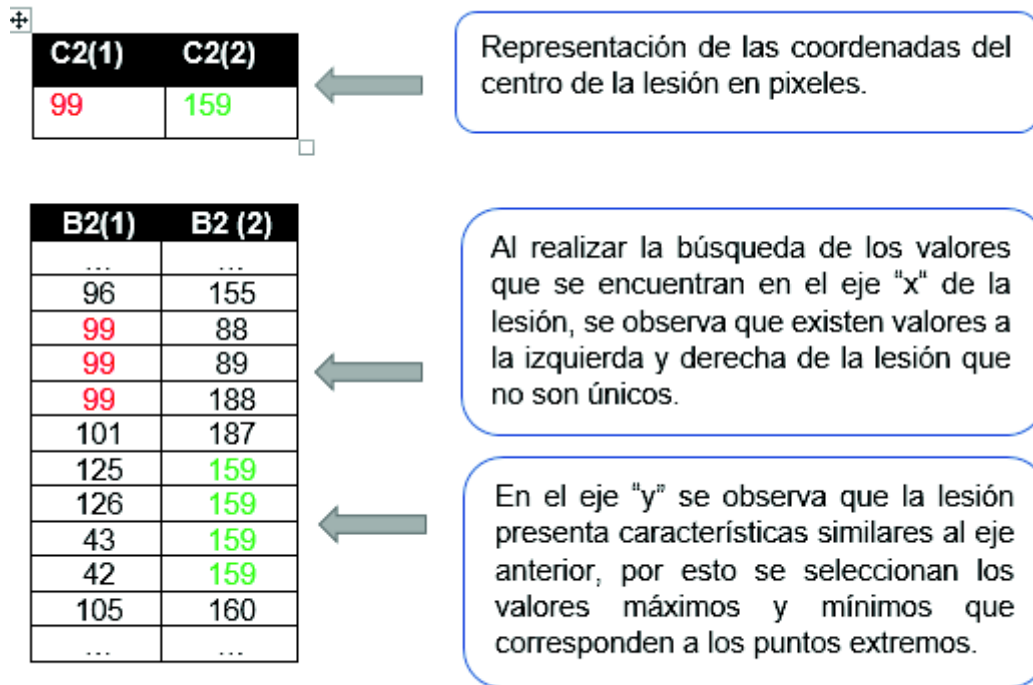 C2(1) C2(2)
99 159
Representación de las coordenadas del
centro de la lesión en pixeles.
B2(1) B2 (2)
... ...
96 155
99 88
99 89
99 188
101 187
125 159
126 159
43 159
42 159
105 160
... ...
Al realizar la búsqueda de los valores
que se encuentran en el eje "x" de la
lesión, se observa que existen valores a
la izquierda y derecha de la lesión que
no son únicos.
En el eje "y" se observa que la lesión
presenta características similares al eje
anterior, por esto se seleccionan los
valores máximos y mínimos que
corresponden a los puntos extremos.